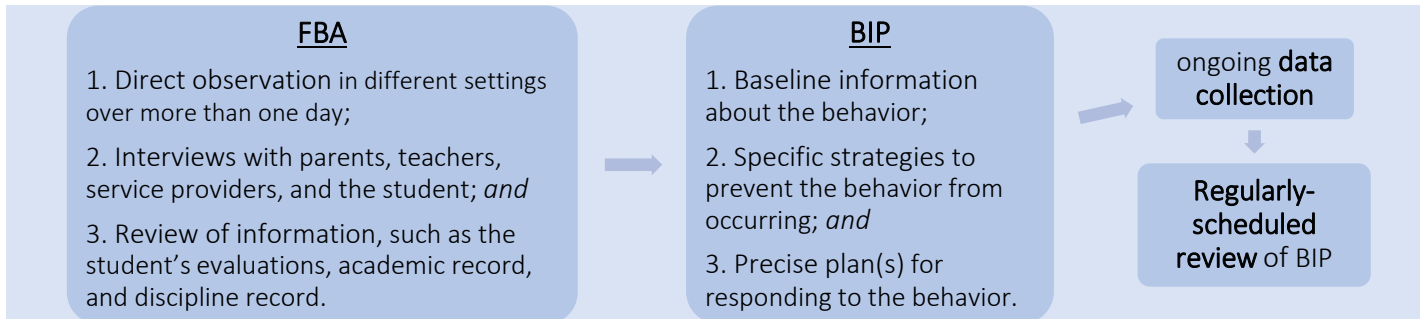 FBA
1. Direct observation in different settings
over more than one day;
2. Interviews with parents, teachers,
service providers, and the student; and
3. Review of information, such as the
student’s evaluations, academic record,
and discipline record.
BIP
1. Baseline information
about the behavior;
2. Specific strategies to
prevent the behavior from
occurring; and
3. Precise plan(s) for
responding to the behavior.
ongoing data
collection
Regularly-
scheduled
review of BIP